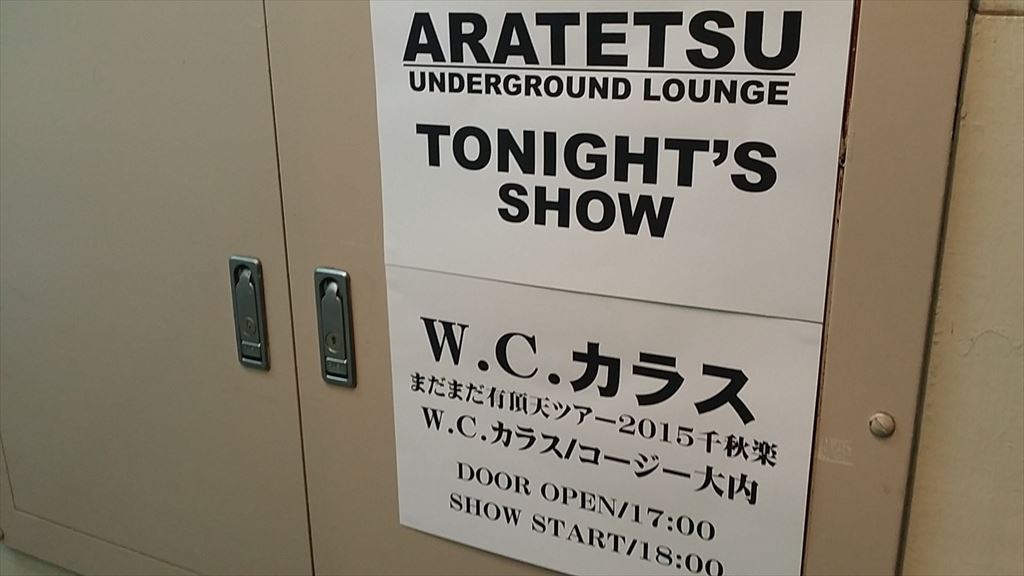 ARATETSU
UNDERGROUND LOUNGE
TONIGHT'S
SHOW
W.C.カラス
まだまだ有頂天ツアー2015千秋楽
W.C.カラス/コージー大内
DOOR OPEN/17:00
SHOW START/18:00